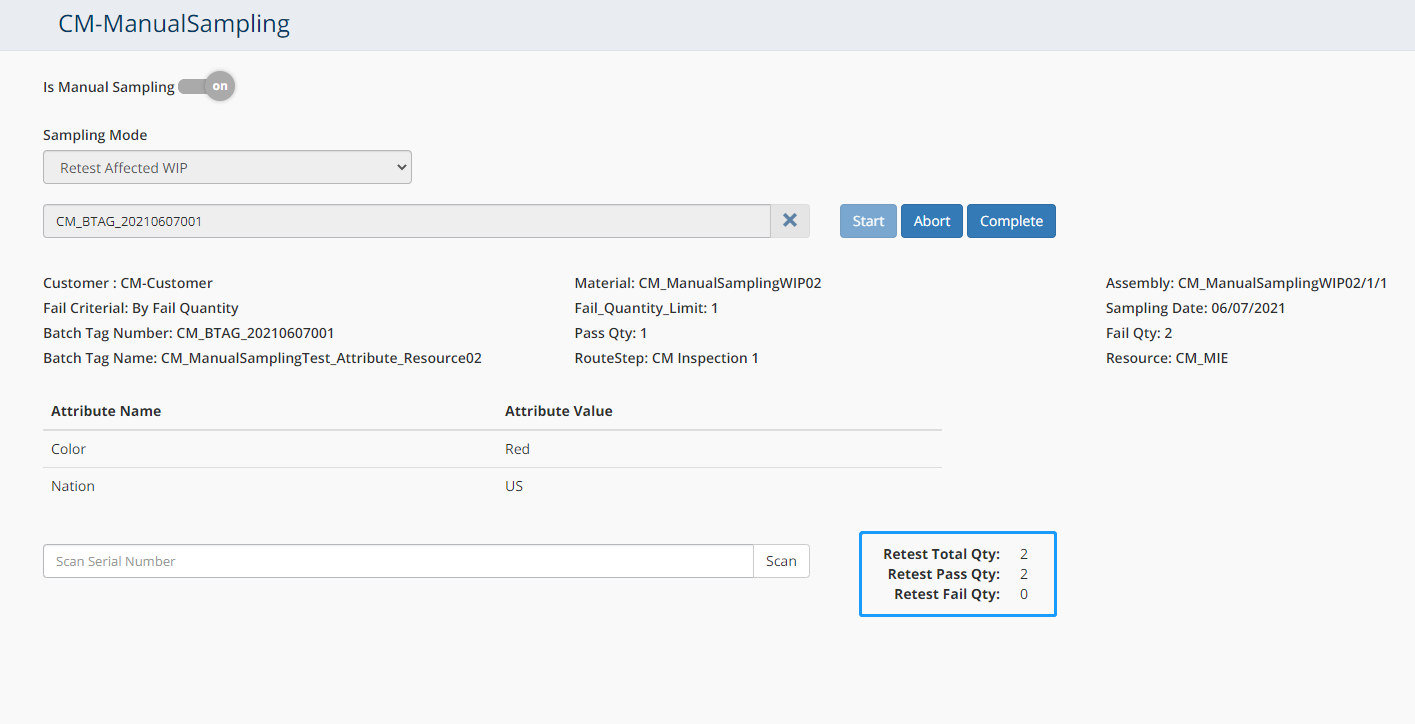 CM-ManualSampling
Is Manual Sampling on
Sampling Mode
Retest Affected WIP
CM_BTAG_20210607001
Start Abort Complete
Customer : CM-Customer Material: CM_ManualSamplingWIP02 Assembly: CM_ManualSamplingWIP02/1/1
Fail Criterial: By Fail Quantity Fail_Quantity_Limit: 1 Sampling Date: 06/07/2021
Batch Tag Number: CM_BTAG_20210607001 Pass Qty: 1 Fail Qty: 2
Batch Tag Name: CM_ManualSamplingTest_Attribute_Resource02 RouteStep: CM Inspection 1 Resource: CM_MIE
Attribute Name Attribute Value
Color Red
Nation US
Scan Serial Number Scan
Retest Total Qty: 2
Retest Pass Qty: 2
Retest Fail Qty: 0